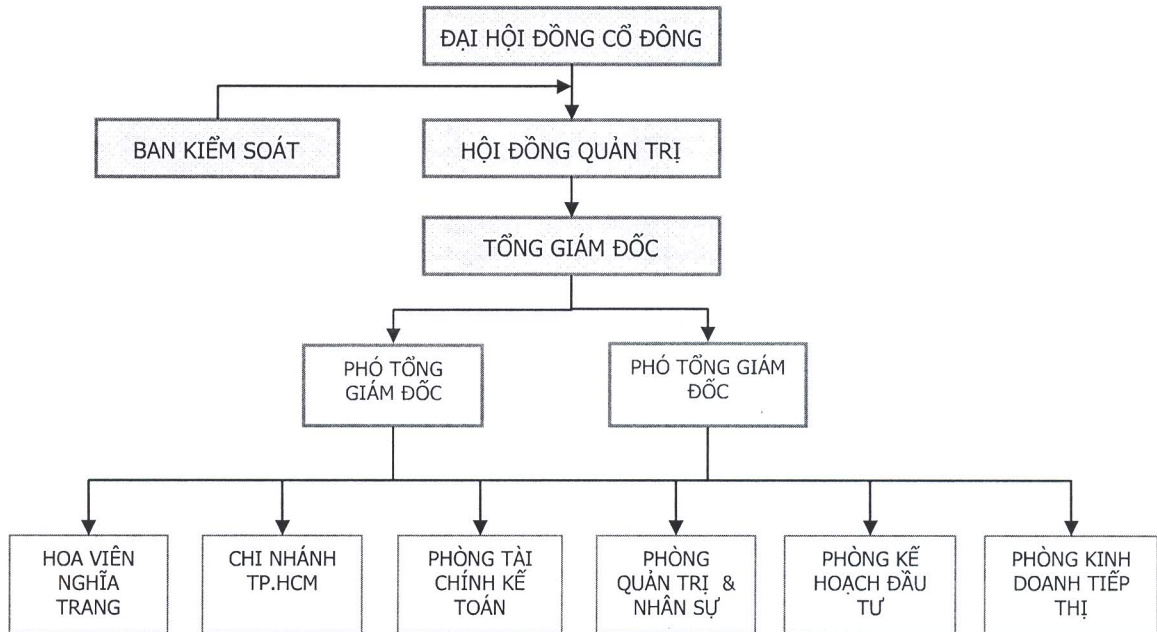 ĐẠI HỘI ĐỒNG CỔ ĐÔNG
BAN KIỂM SOÁT
HỘI ĐỒNG QUẢN TRỊ
TỔNG GIÁM ĐỐC
PHÓ TỔNG
GIÁM ĐỐC
PHÓ TỔNG GIÁM
ĐỐC
HOA VIÊN
NGHĨA
TRANG
CHI NHÁNH
TP.HCM
PHÒNG TÀI
CHÍNH KẾ
TOÁN
PHÒNG
QUẢN TRỊ &
NHÂN SỰ
PHÒNG KẾ
HOẠCH ĐẦU
TƯ
PHÒNG KINH
DOANH TIẾP
THỊ